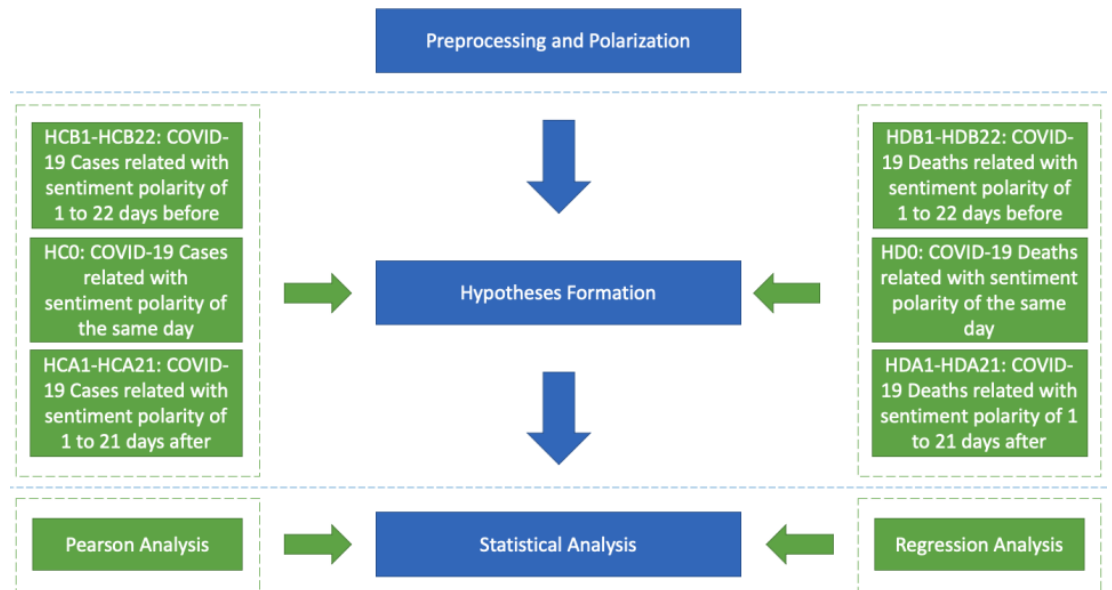 Preprocessing and Polarization
HCB1-HCB22: COVID-
19 Cases related with
sentiment polarity of
1 to 22 days before
HC0: COVID-19 Cases
related with
sentiment polarity of
the same day
HCA1-HCA21: COVID-
19 Cases related with
sentiment polarity of
1 to 21 days after
Hypotheses Formation
HDB1-HDB22: COVID-
19 Deaths related with
sentiment polarity of
1 to 22 days before
HD0: COVID-19 Deaths
related with sentiment
polarity of the same
day
HDA1-HDA21: COVID-
19 Deaths related with
sentiment polarity of 1
to 21 days after
Pearson Analysis
Statistical Analysis
Regression Analysis